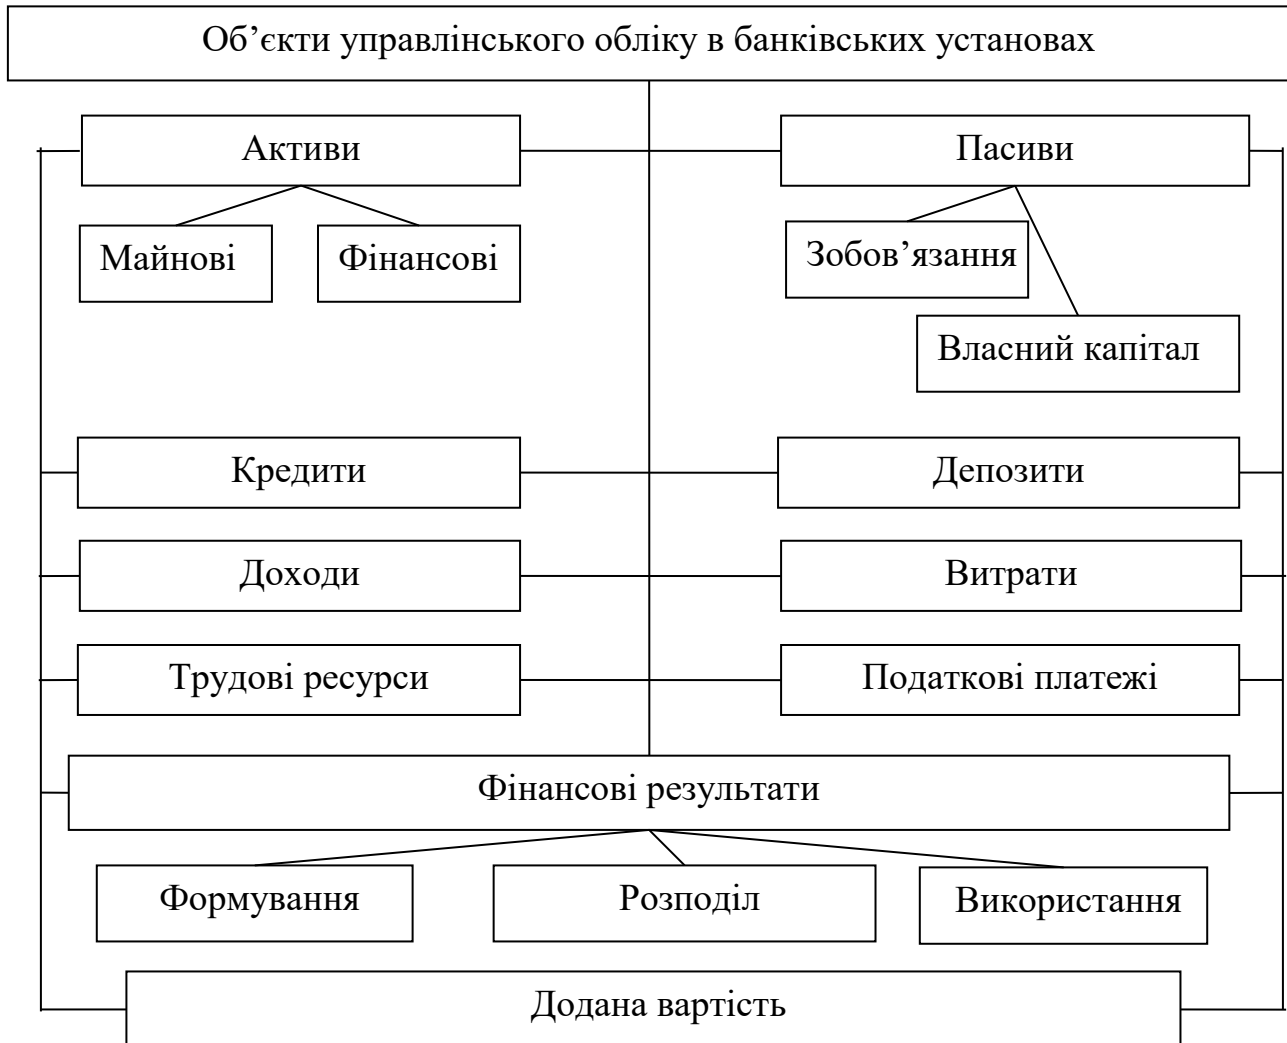 Об’єкти управлінського обліку в банківських установах
Активи
Пасиви
Майнові
Фінансові
Зобов’язання
Власний капітал
Кредити
Депозити
Доходи
Витрати
Трудові ресурси
Податкові платежі
Фінансові результати
Формування
Розподіл
Використання
Додана вартість